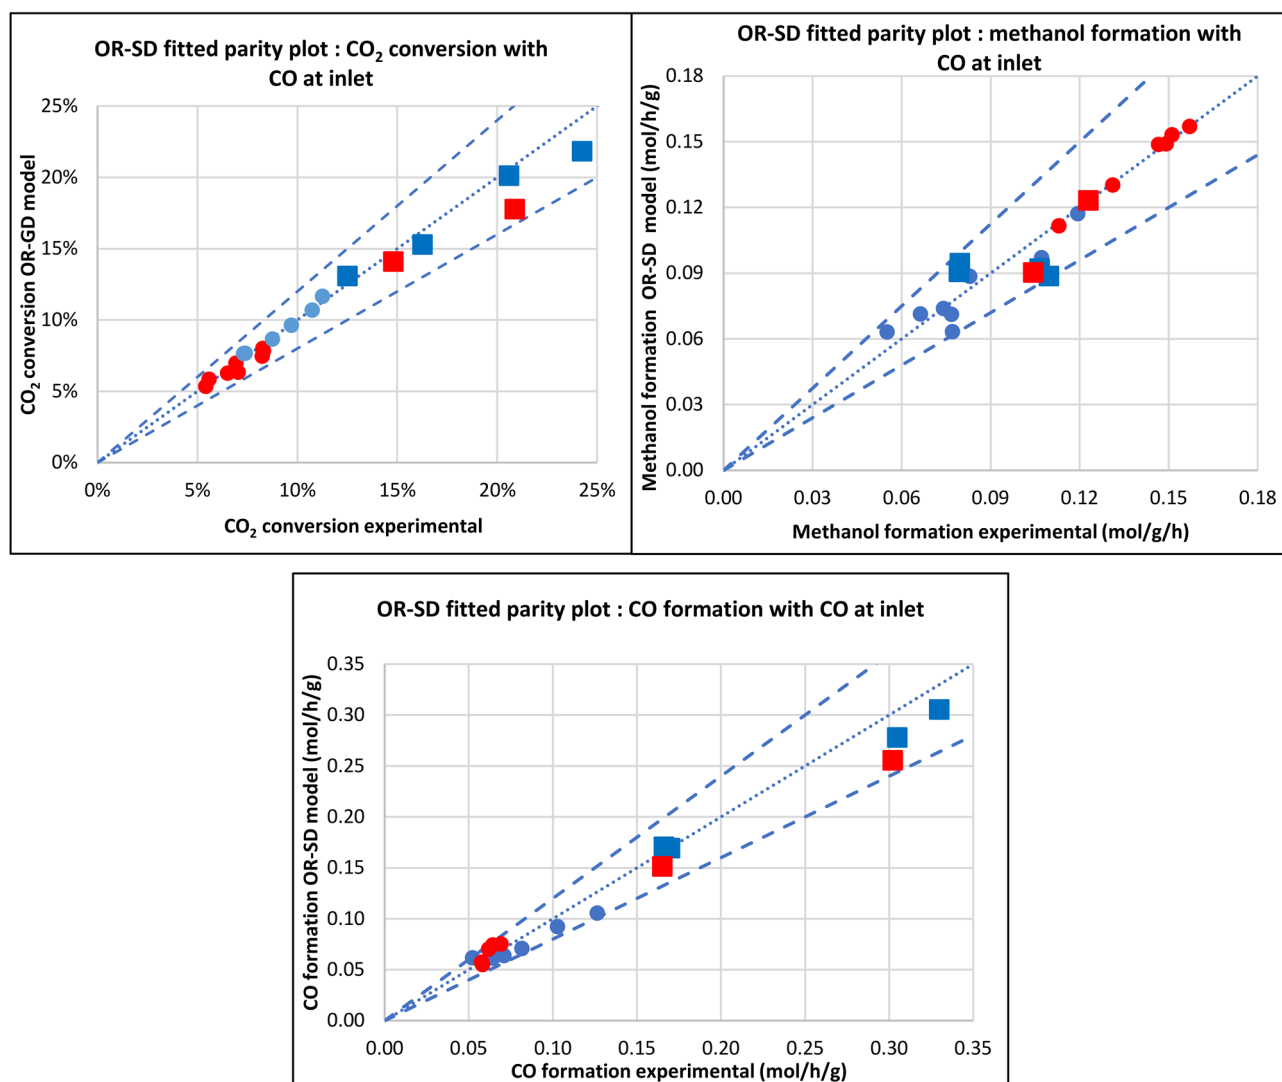 OR-SD fitted parity plot : CO₂ conversion with
CO at inlet
25%
20%
15%
10%
5%
0%
CO₂ conversion OR-GD model
0% 5% 10% 15% 20% 25%
CO₂ conversion experimental
OR-SD fitted parity plot : methanol formation with
CO at inlet
0.18
0.15
0.12
0.09
0.06
0.03
0.00
Methanol formation OR-SD model (mol/h/g)
0.00 0.03 0.06 0.09 0.12 0.15 0.18
Methanol formation experimental (mol/g/h)
OR-SD fitted parity plot : CO formation with CO at inlet
0.35
0.30
0.25
0.20
0.15
0.10
0.05
0.00
CO formation OR-SD model (mol/h/g)
0.00 0.05 0.10 0.15 0.20 0.25 0.30 0.35
CO formation experimental (mol/h/g)